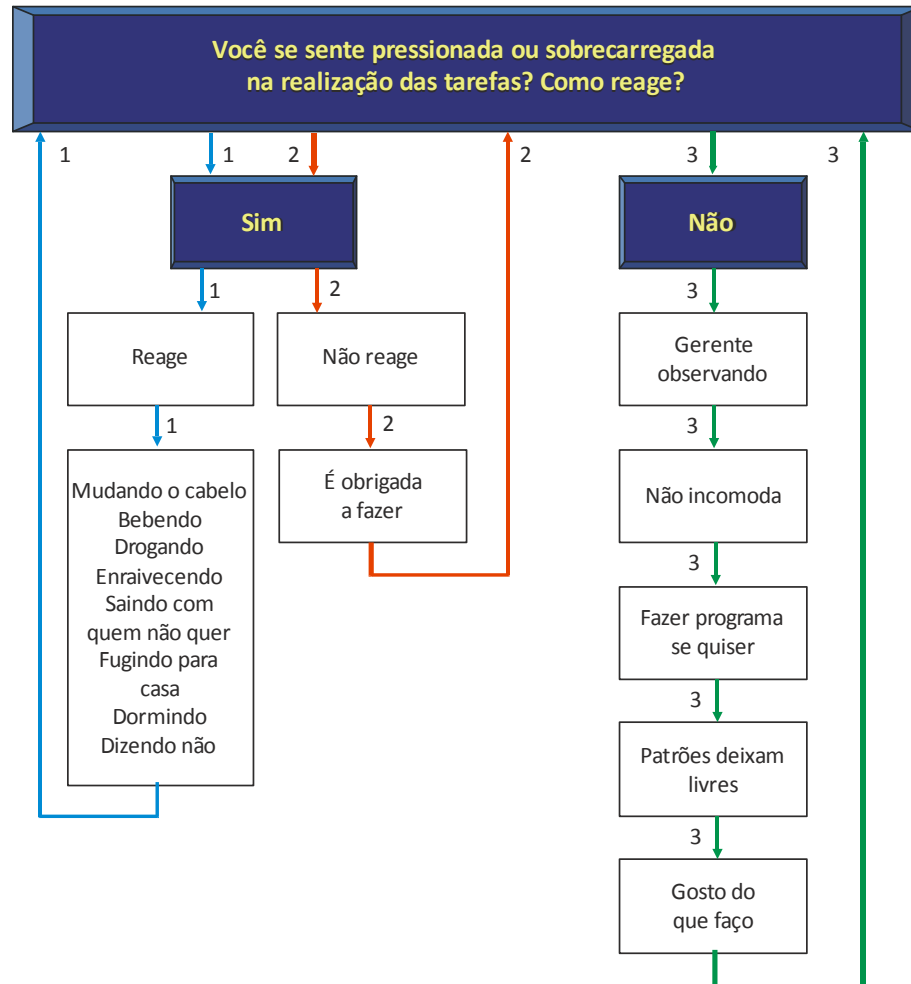 Você se sente pressionada ou sobrecarregada
na realização das tarefas? Como reage?
1
1
2
2
3
3
Sim
Não
1
2
3
Reage
Não reage
Gerente
observando
1
2
3
Mudando o cabelo
Bebendo
Drogando
Enraivecendo
Saindo com
quem não quer
Fugindo para
casa
Dormindo
Dizendo não
É obrigada
a fazer
Não incomoda
3
Fazer programa
se quiser
3
Patrões deixam
livres
3
Gosto do
que faço